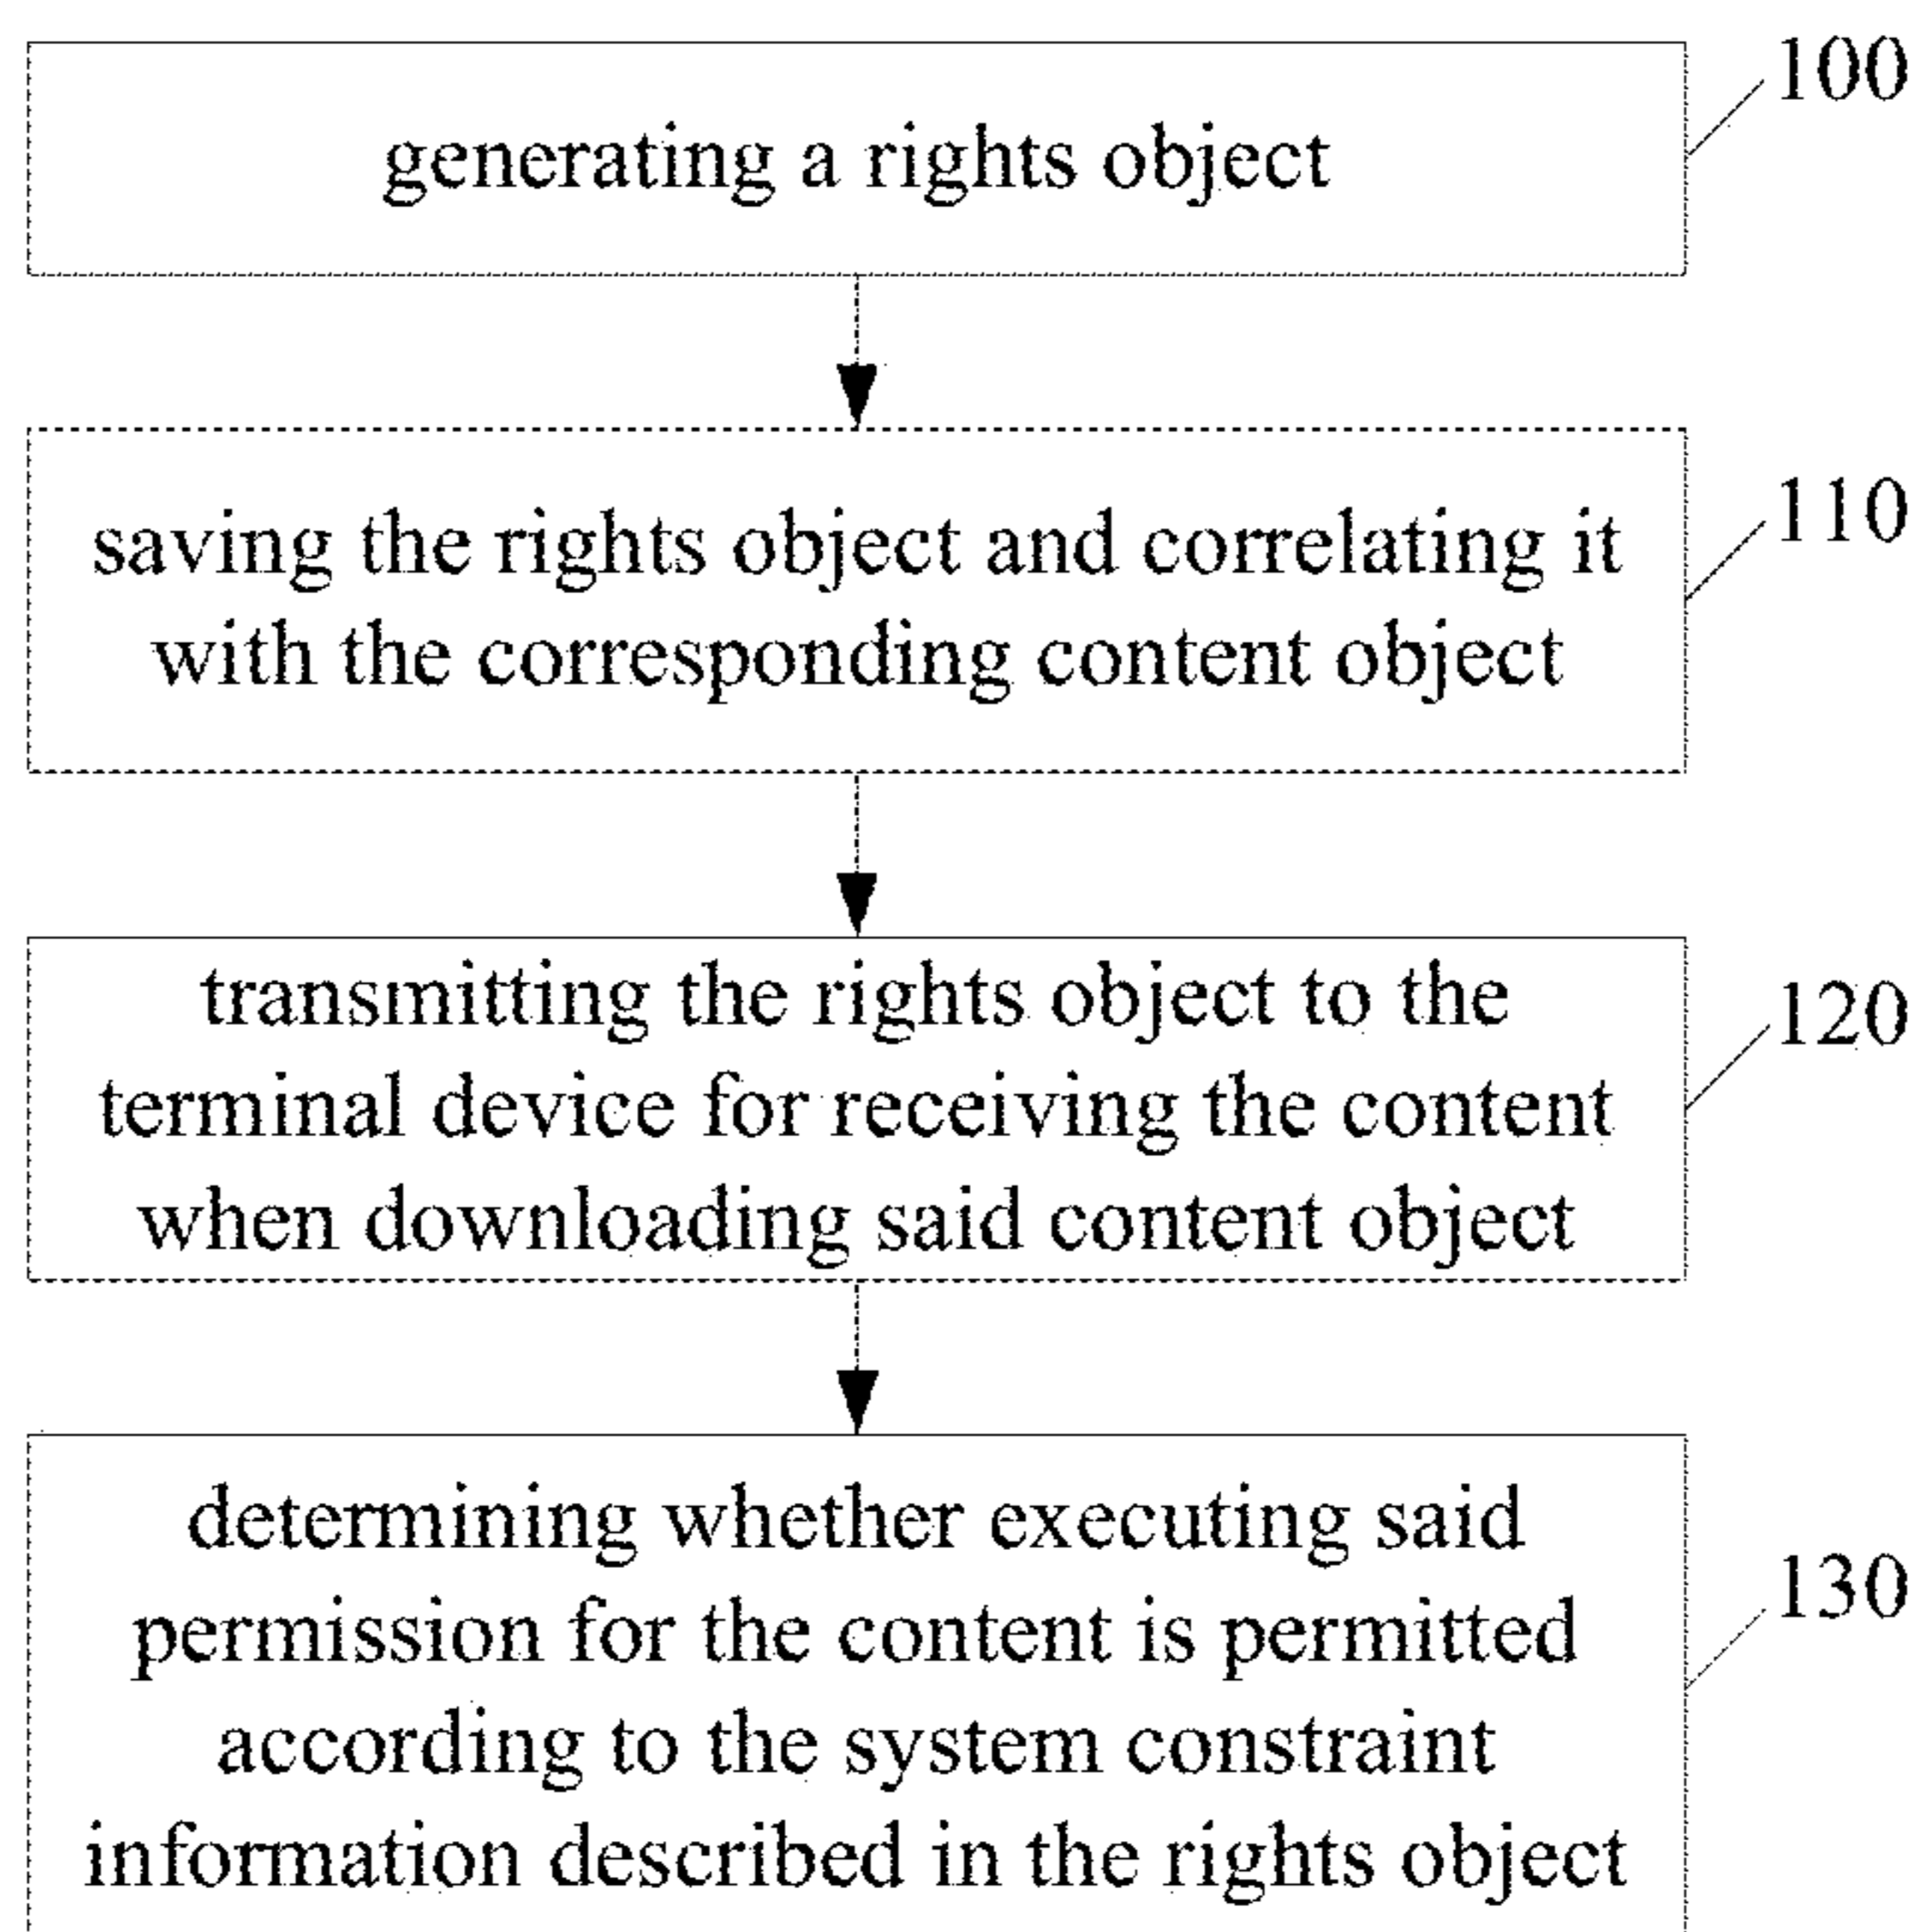 100
generating a rights object
110
saving the rights object and correlating it
with the corresponding content object
120
transmitting the rights object to the
terminal device for receiving the content
when downloading said content object
130
determining whether executing said
permission for the content is permitted
according to the system constraint
information described in the rights object